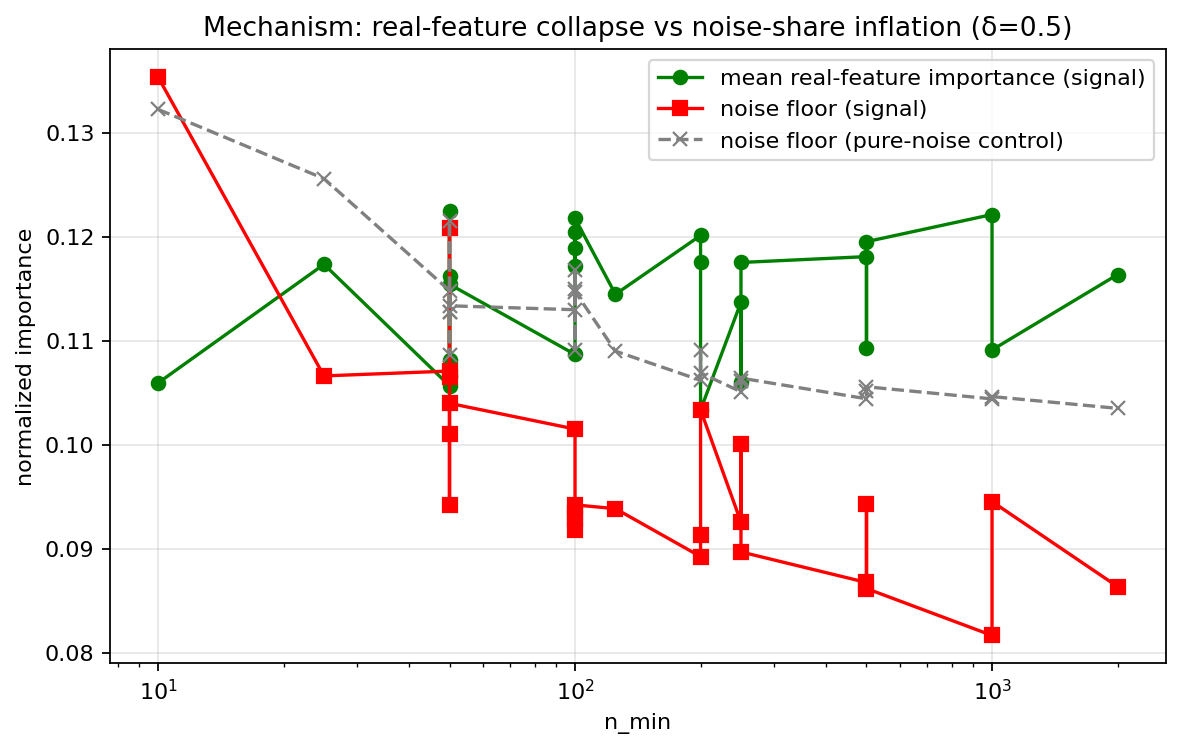 Mechanism: real-feature collapse vs noise-share inflation (δ=0.5)
mean real-feature importance (signal)
noise floor (signal)
noise floor (pure-noise control)
normalized importance
0.13
0.12
0.11
0.10
0.09
0.08
10¹
10²
10³
n_min